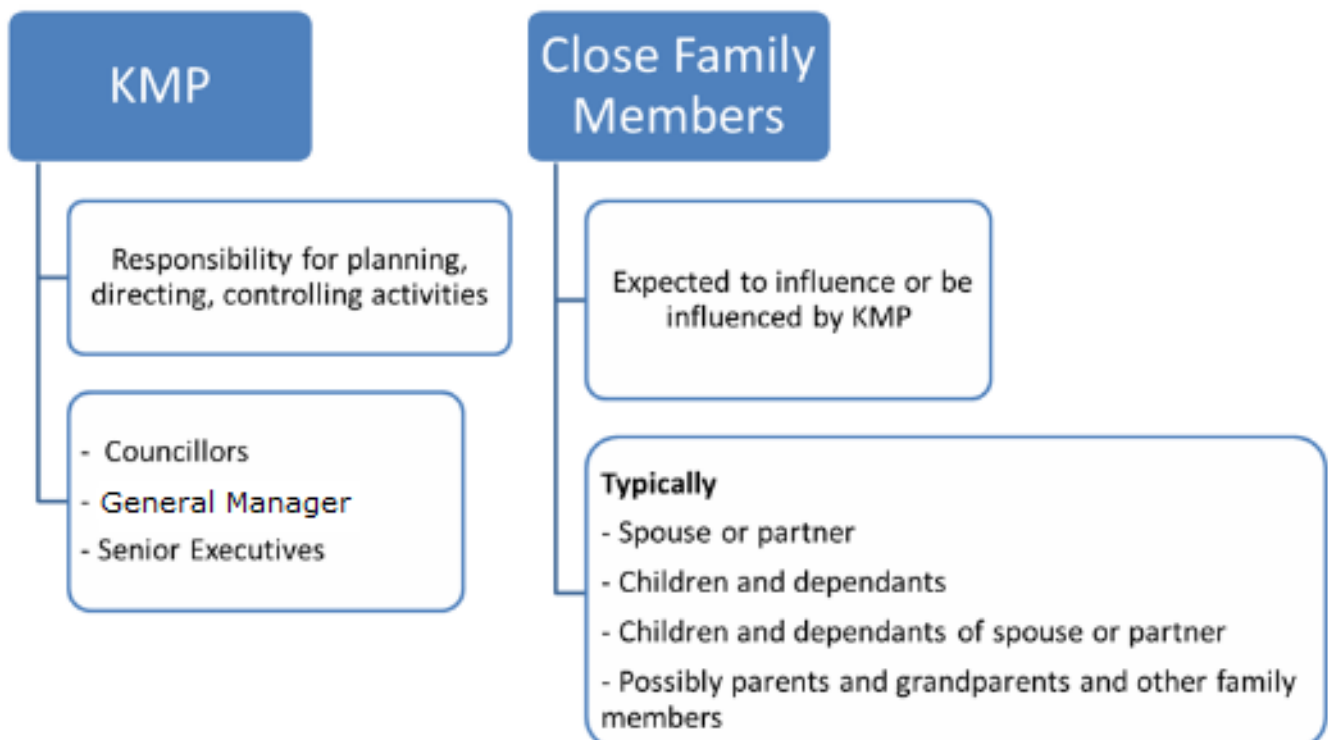 KMP
Responsibility for planning,
directing, controlling activities
- Councillors
- General Manager
- Senior Executives
Close Family
Members
Expected to influence or be
influenced by KMP
Typically
- Spouse or partner
- Children and dependants
- Children and dependants of spouse or partner
- Possibly parents and grandparents and other family
members